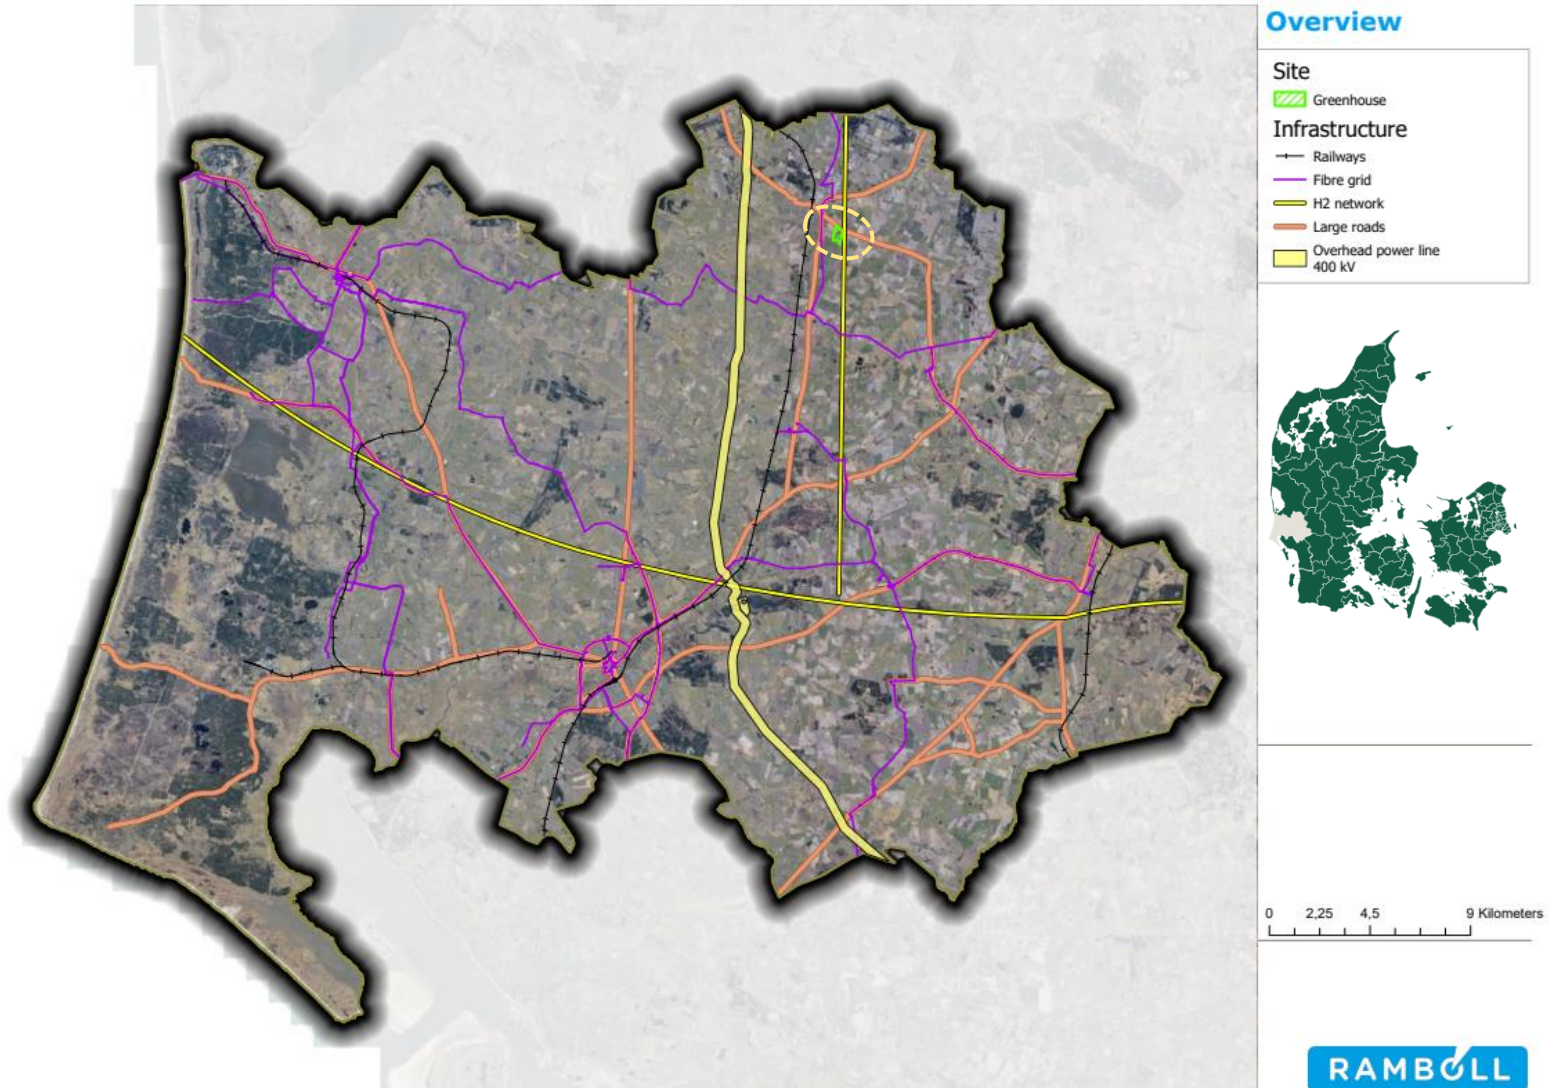 Overview
Site
Greenhouse
Infrastructure
Railways
Fibre grid
H2 network
Large roads
Overhead power line
400 kV
0 2,25 4,5 9 Kilometers
RAMBOLL